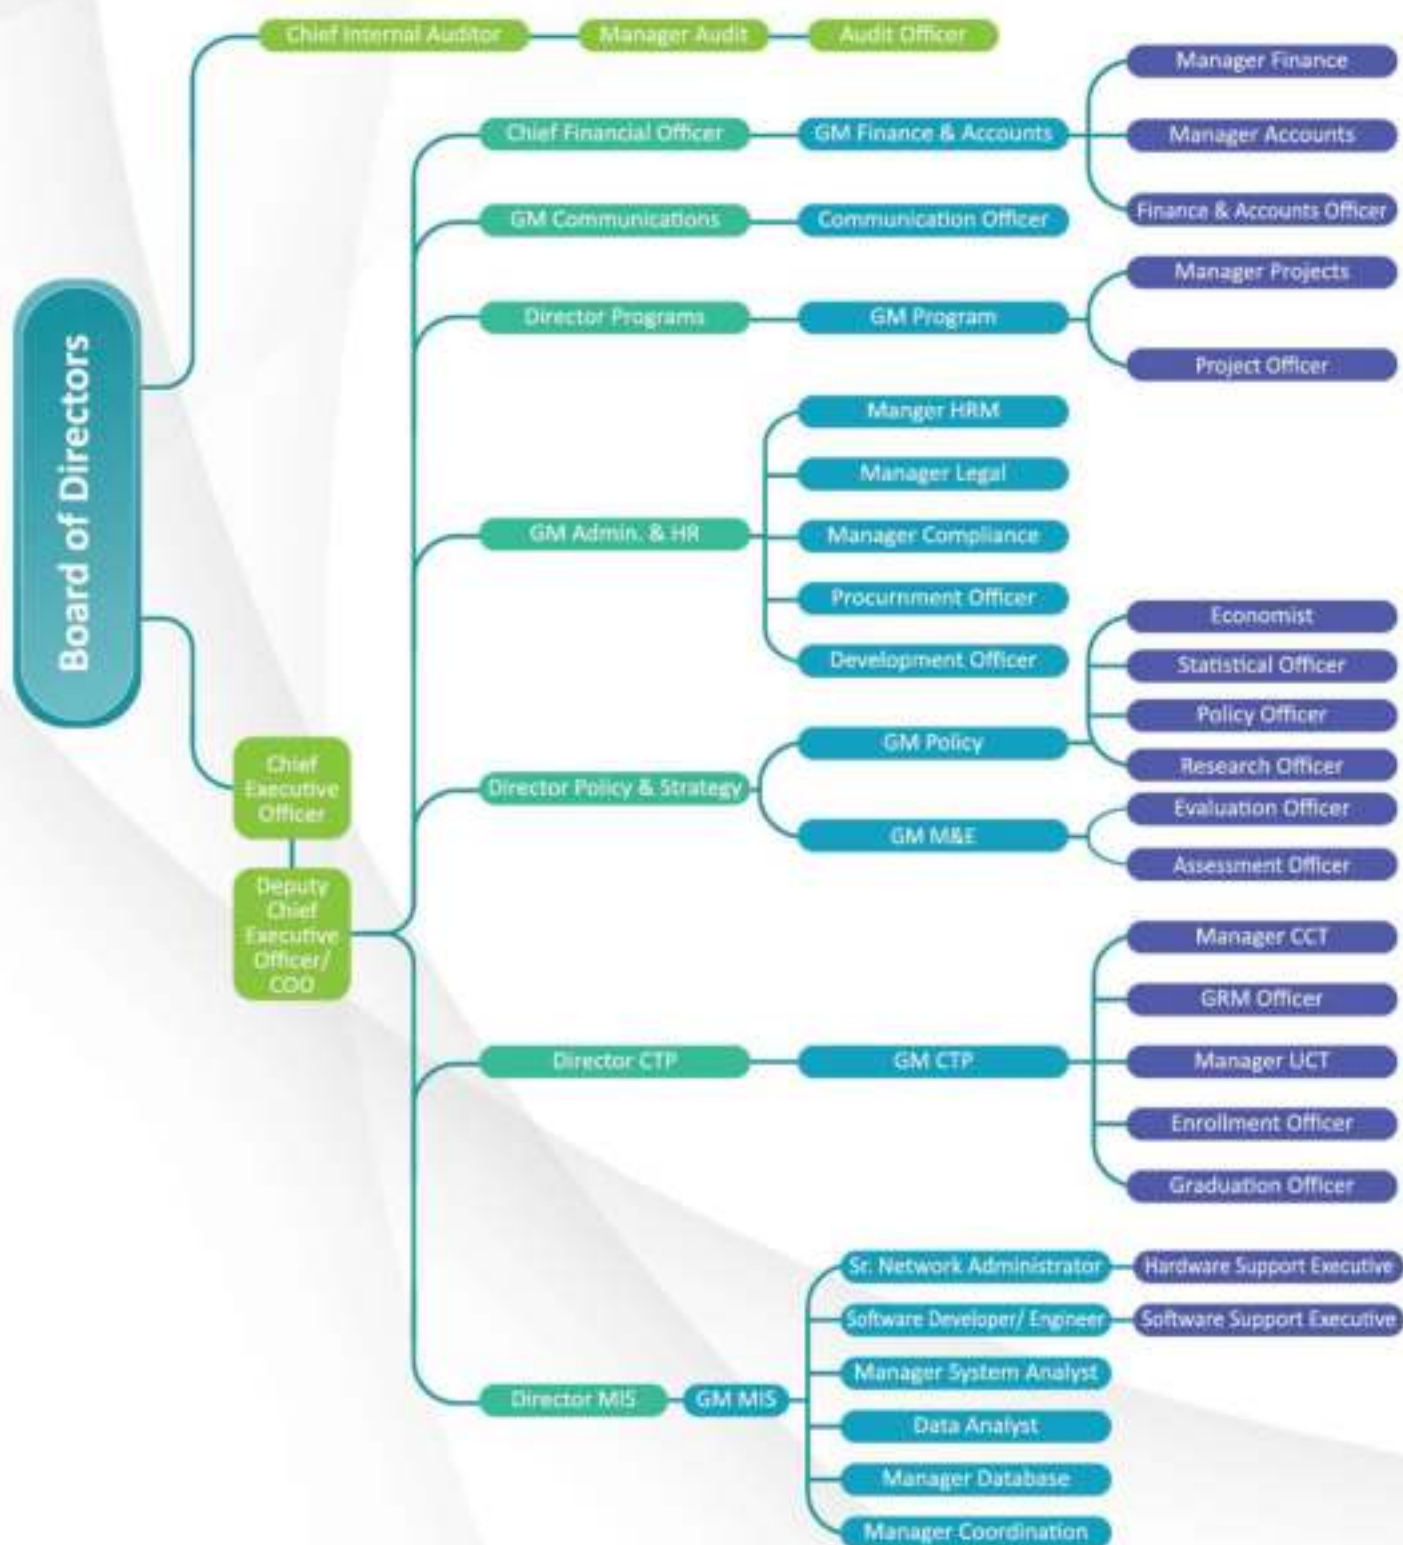 Chief Internal Auditor
Manager Audit
Audit Officer
Manager Finance
Chief Financial Officer
GM Finance & Accounts
Manager Accounts
Finance & Accounts Officer
GM Communications
Communication Officer
Manager Projects
Director Programs
GM Program
Project Officer
Board of Directors
Manger HRM
Manager Legal
GM Admin. & HR
Manager Compliance
Procurnment Officer
Development Officer
Economist
Statistical Officer
Policy Officer
Research Officer
GM Policy
Director Policy & Strategy
GM M&E
Evaluation Officer
Assessment Officer
Chief
Executive
Officer
Deputy
Chief
Executive
Officer/
COO
Manager CCT
GRM Officer
Director CTP
GM CTP
Manager UCT
Enrollment Officer
Graduation Officer
Sr. Network Administrator
Hardware Support Executive
Software Developer/ Engineer
Software Support Executive
Manager System Analyst
Director MIS
GM MIS
Data Analyst
Manager Database
Manager Coordination